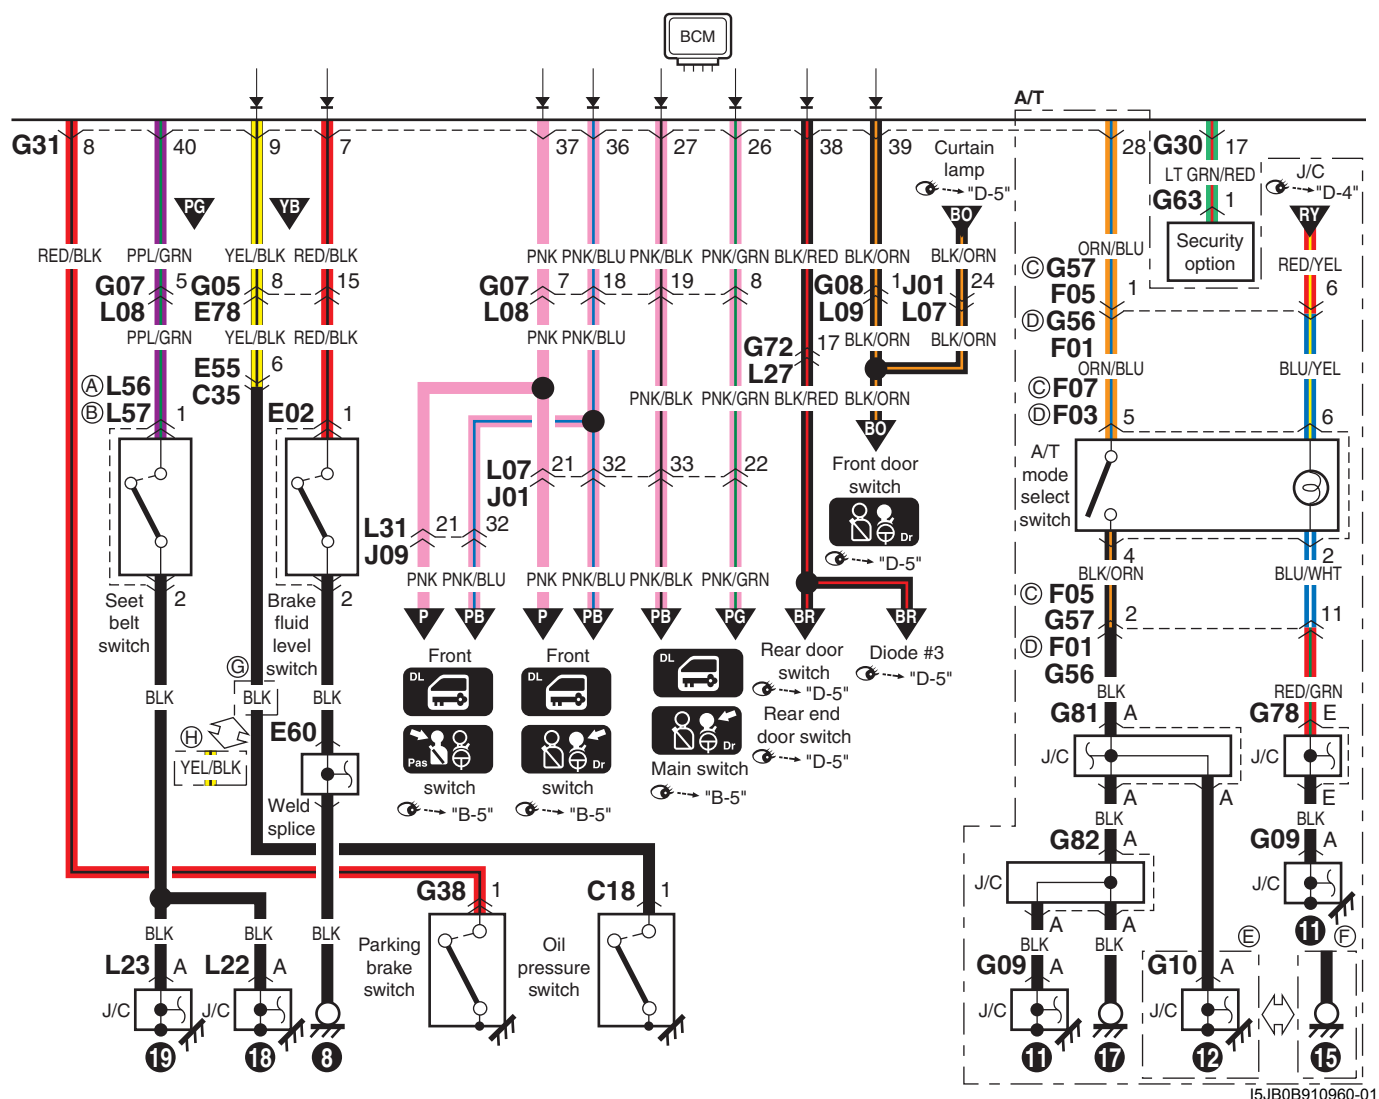 BCM
A/T
G31 8 40 9 7 37 36 27 26 38 39 28 G30 17
Curtain
lamp
"D-5"
LT GRN/RED
J/C
"D-4"
G63 1
PG YB BO RY
Security
option
RED/BLK PPL/GRN YEL/BLK RED/BLK PNK PNK/BLU PNK/BLK PNK/GRN BLK/RED BLK/ORN BLK/ORN ORN/BLU RED/YEL
G07 5 G05 8 15 G07 7 18 19 8 G08 1 J01 24 C G57 1 6
L08 E78 L08 L09 L07 F05
D G56
F01
PPL/GRN YEL/BLK RED/BLK PNK PNK/BLU G72 17 BLK/ORN BLK/ORN
L27
E55 6
C35
ORN/BLU BLU/YEL
A L56
B L57 1 E02 1
PNK/BLK PNK/GRN BLK/RED BLK/ORN
C F07
D F03 5 6
BO
Front door
switch
Dr
"D-5"
A/T
mode
select
switch
L07 21 32 33 22
J01
L31 21 32
J09
4 2
PNK PNK/BLU PNK PNK/BLU PNK/BLK PNK/GRN BLK/ORN BLU/WHT
2 2
Seet
belt
switch
Brake
fluid
level
switch
P PB P PB PB PG BR BR
C F05
G57 2 11
D F01
G56
Front
DL
Pas
switch
"B-5"
Front
DL
Dr
switch
"B-5"
DL
Dr
Main switch
"B-5"
Rear door
switch
"D-5"
Rear end
door switch
"D-5"
Diode #3
"D-5"
G
BLK BLK BLK BLK RED/GRN
H
YEL/BLK
E60
Weld
splice
G81 A G78 E
J/C J/C
A A E
BLK BLK
G82 A G09 A
J/C J/C
11
A A
BLK BLK
G38 1 C18 1
Parking
brake
switch
Oil
pressure
switch
BLK BLK BLK
L23 A L22 A
J/C J/C
19 18 8
E F
G09 A G10 A
J/C J/C
11 17 12 15
I5JB0B910960-01